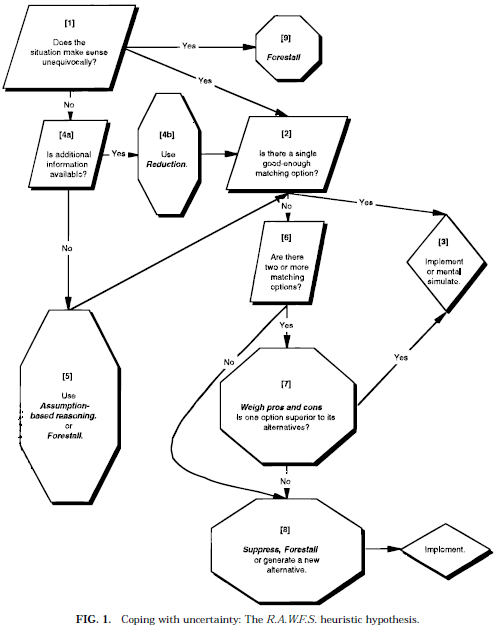 [1]
Does the
situation make sense
unequivocally?
Yes
[9]
Forestall
Yes
No
[4a]
Is additional
information
available?
Yes
[4b]
Use
Reduction.
[2]
Is there a single
good-enough
matching option?
No
Yes
No
[6]
Are there
two or more
matching
options?
[3]
Implement
or mental
simulate.
Yes
No
Yes
[5]
Use
Assumption-
based reasoning.
or
Forestall.
[7]
Weigh pros and cons
Is one option superior to its
alternatives?
No
[8]
Suppress, Forestall
or generate a new
alternative.
Implement.
FIG. 1. Coping with uncertainty: The R.A.W.F.S. heuristic hypothesis.